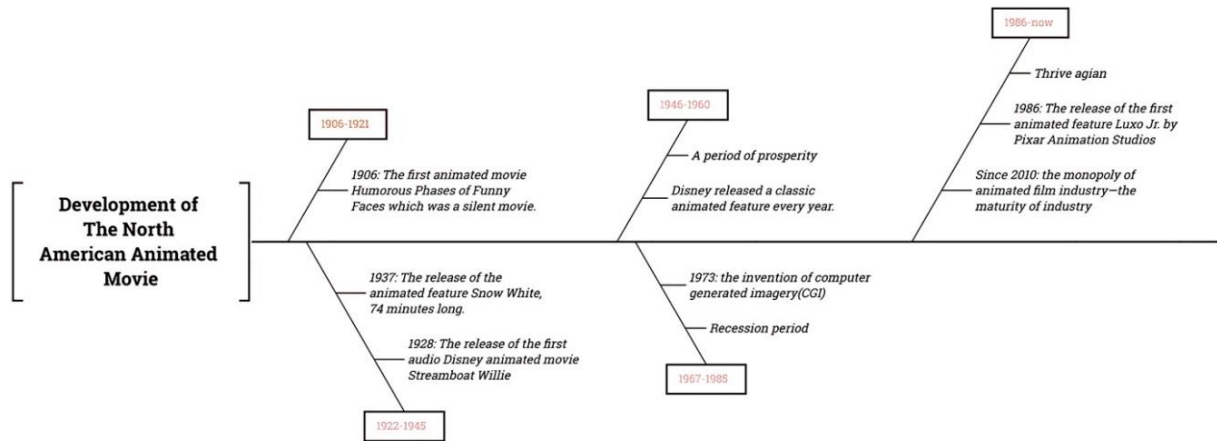 Development of
The North
American Animated
Movie
1906-1921
1906: The first animated movie
Humorous Phases of Funny
Faces which was a silent movie.
1937: The release of the
animated feature Snow White,
74 minutes long.
1928: The release of the first
audio Disney animated movie
Streamboat Willie
1922-1945
1946-1960
A period of prosperity
Disney released a classic
animated feature every year.
1973: the invention of computer
generated imagery(CGI)
Recession period
1967-1985
1986-now
Thrive agian
1986: The release of the first
animated feature Luxo Jr. by
Pixar Animation Studios
Since 2010: the monopoly of
animated film industry—the
maturity of industry